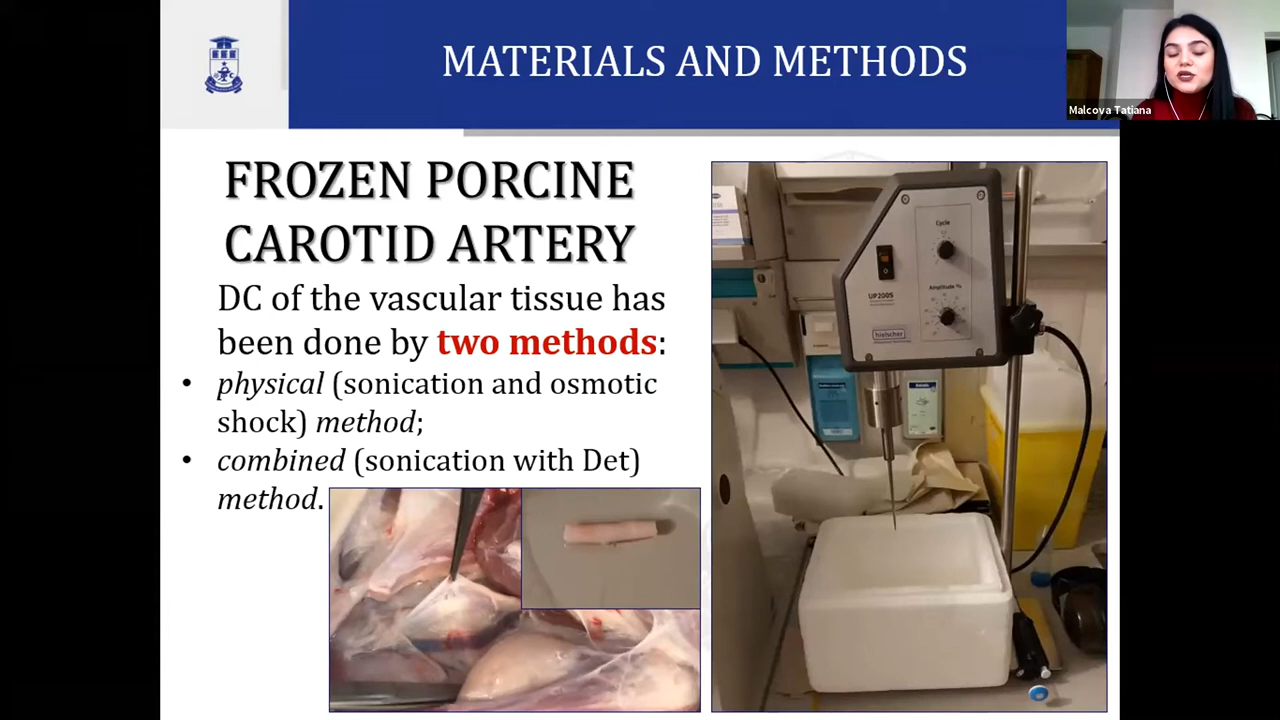 MATERIALS AND METHODS
Malcova Tatiana
FROZEN PORCINE
CAROTID ARTERY
DC of the vascular tissue has
been done by two methods:
• physical (sonication and osmotic
shock) method;
• combined (sonication with Det)
method.
Cycle
Amplitude %
UP200S
hielscher